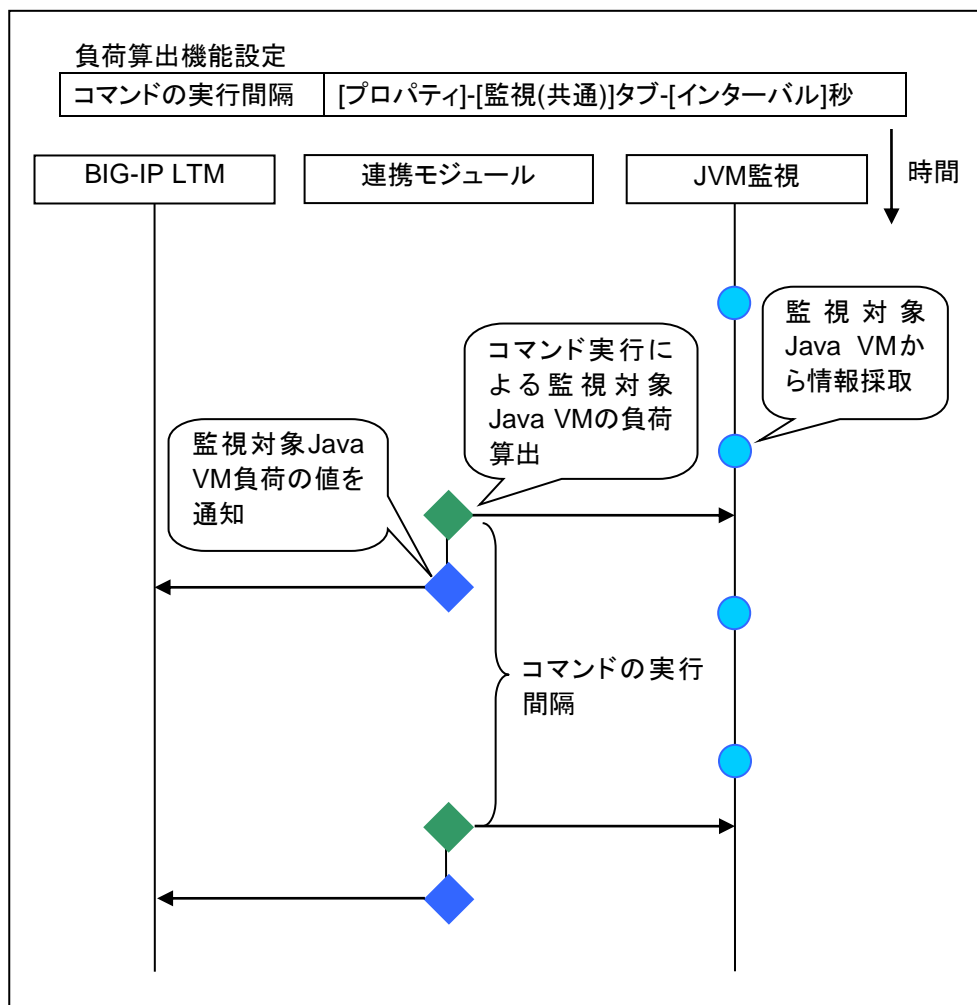 負荷算出機能設定
コマンドの実行間隔 [プロパティ]-[監視(共通)]タブ-[インターバル]秒
BIG-IP LTM
連携モジュール
JVM監視
時間
監視対象
Java VMか
ら情報採取
コマンド実行に
よる監視対象
Java VMの負荷
算出
監視対象Java
VM負荷の値を
通知
コマンドの実行
間隔